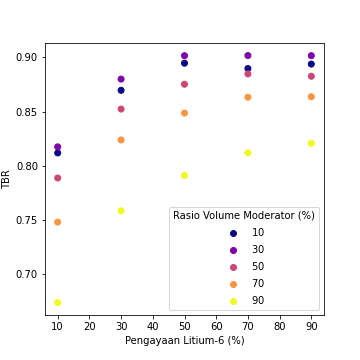 0.90
0.85
0.80
0.75
0.70
TBR
Rasio Volume Moderator (%)
10
30
50
70
90
10 20 30 40 50 60 70 80 90
Pengayaan Litium-6 (%)